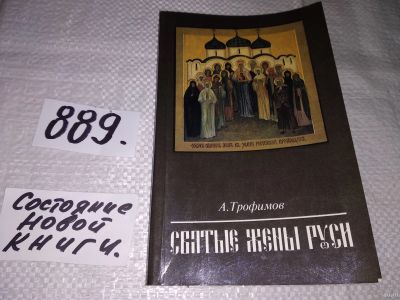 889.
Состояние
Новой
книги.
А.Трофимов
СВЯТЫЕ ЖЕНЫ РУСИ